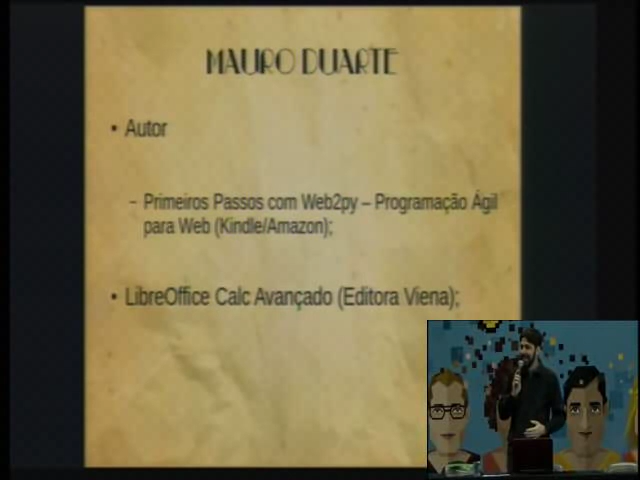 MAURO DUARTE
• Autor
– Primeiros Passos com Web2py – Programação Ágil
para Web (Kindle/Amazon);
• LibreOffice Calc Avançado (Editora Viena);